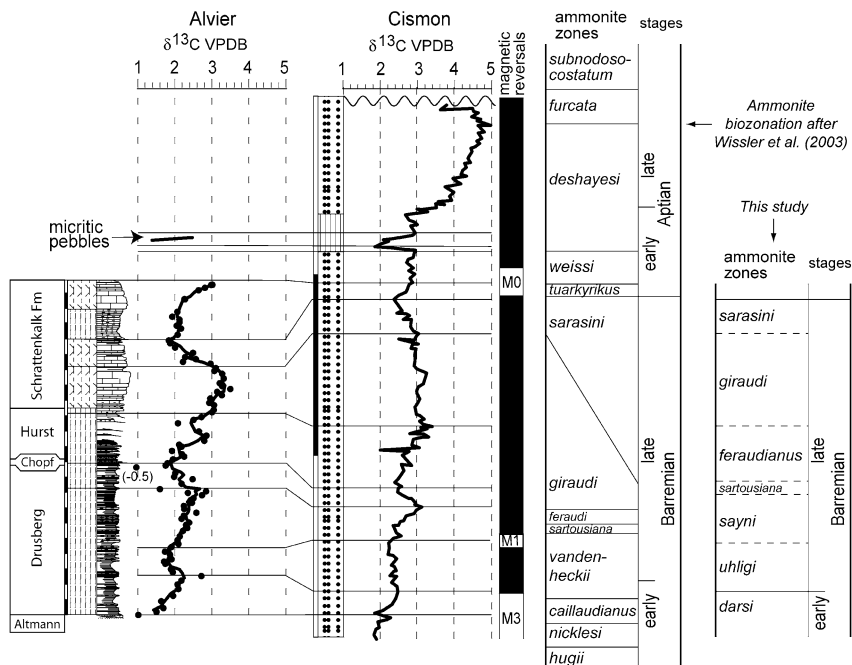 Alvier
δ13C VPDB
1 2 3 4 5
Cismon
δ13C VPDB
1 2 3 4 5
magnetic
reversals
ammonite
zones
stages
subnodoso-
costatum
furcata
deshayesi
weissi
tuarkyrikus
sarasini
giraudi
feraudi
sartousiana
vanden-
heckii
caillaudianus
nicklesi
hugii
late
early
Aptian
late
early
Barremian
M0
M1
M3
micritic
pebbles
Schrattenkalk Fm
Hurst
Chopf
Drusberg
Altmann
(-0.5)
Ammonite
biozonation after
Wissler et al. (2003)
This study
ammonite
zones
stages
sarasini
giraudi
feraudianus
sartousiana
sayni
uhligi
darsi
late
early
Barremian